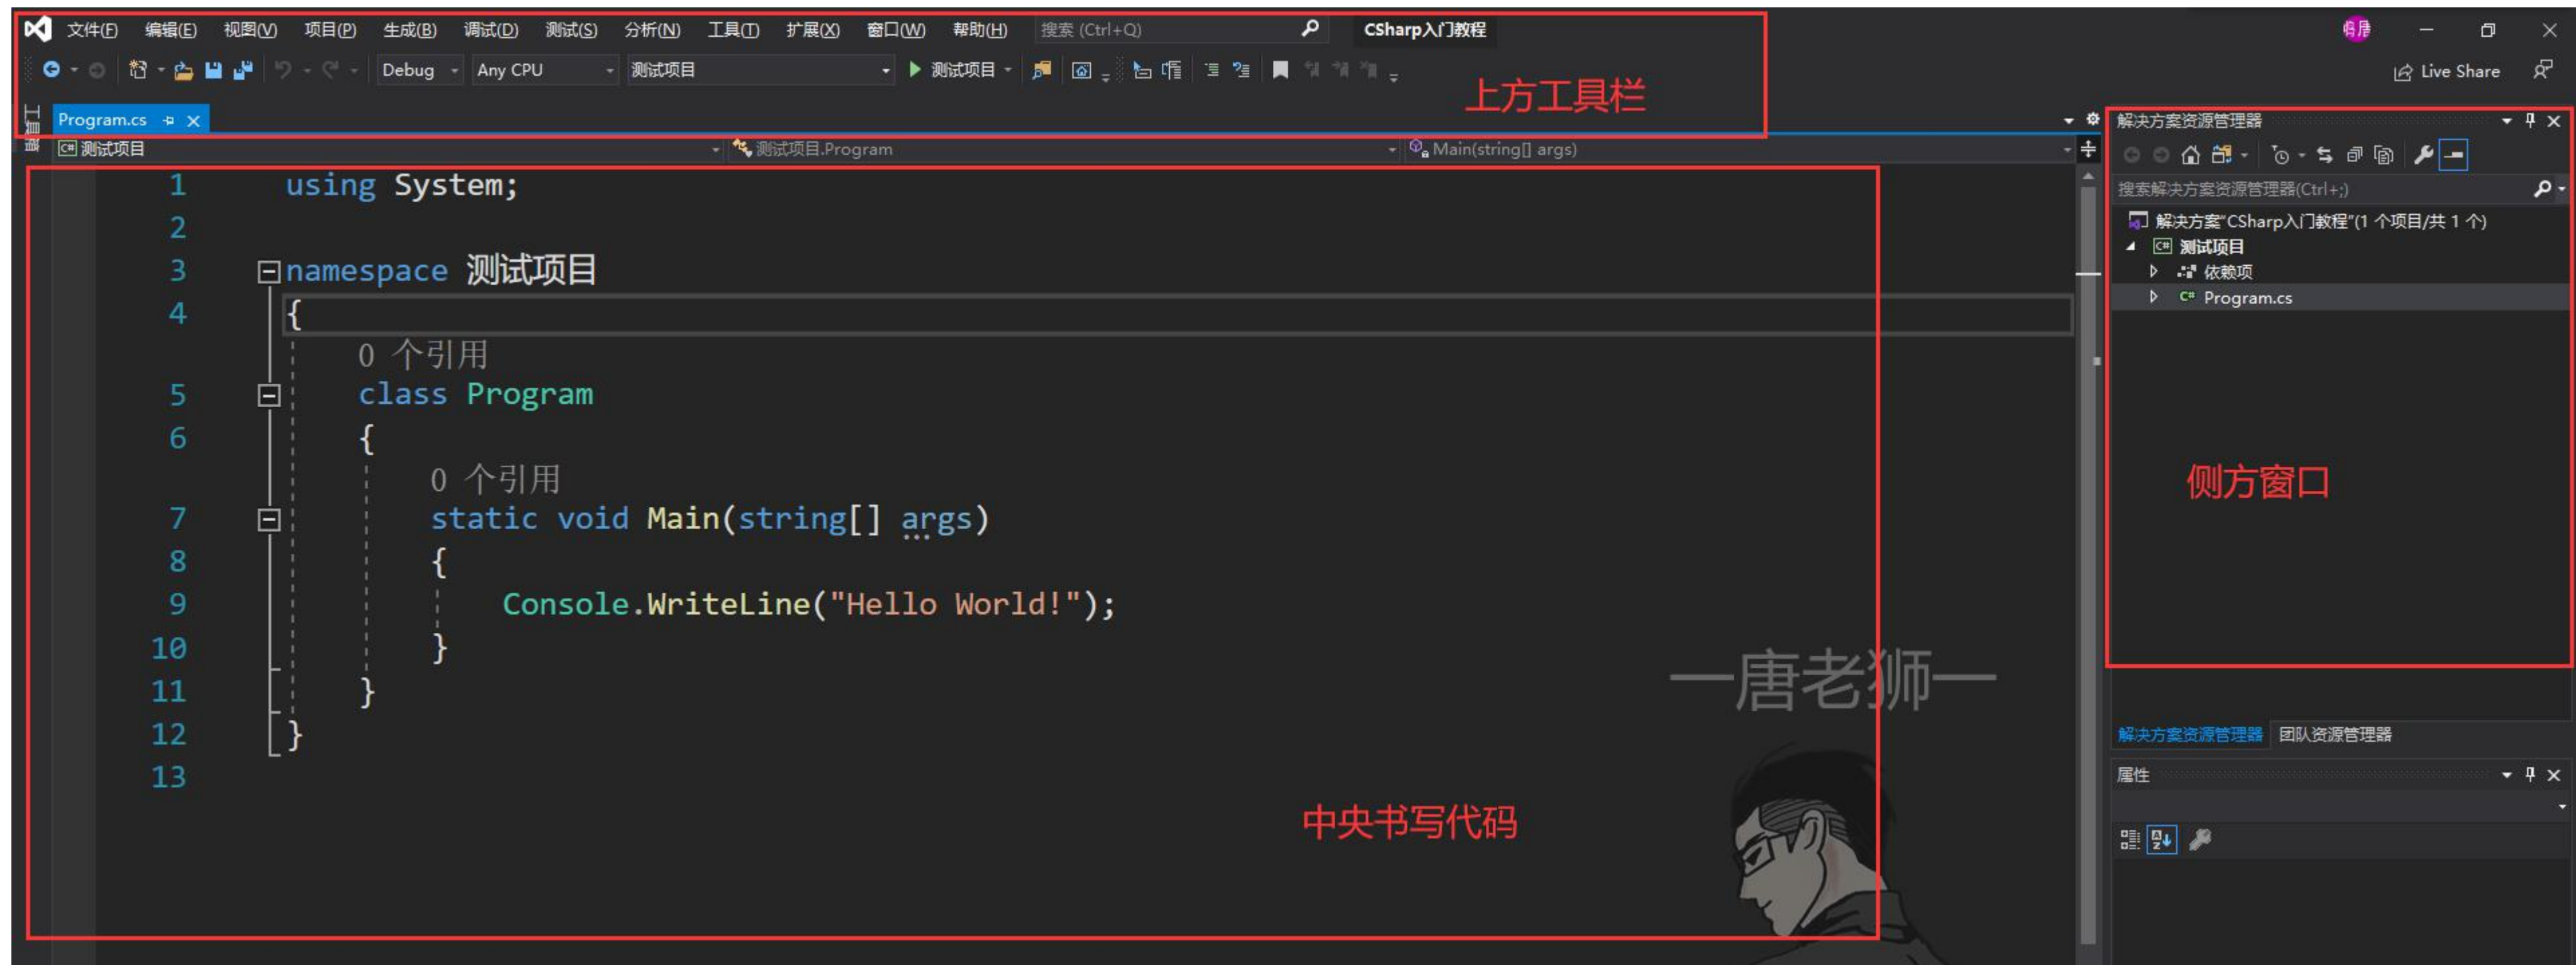 文件(F) 编辑(E) 视图(V) 项目(P) 生成(B) 调试(D) 测试(S) 分析(N) 工具(T) 扩展(X) 窗口(W) 帮助(H) 搜索 (Ctrl+Q) CSharp入门教程
Debug Any CPU 测试项目 测试项目 Live Share
上方工具栏
工具箱
Program.cs
测试项目 测试项目.Program Main(string[] args)
1 using System;
2
3 namespace 测试项目
4 {
0 个引用
5 class Program
6 {
0 个引用
7 static void Main(string[] args)
8 {
9 Console.WriteLine("Hello World!");
10 }
11 }
12 }
13
中央书写代码
一唐老狮一
解决方案资源管理器
搜索解决方案资源管理器(Ctrl+;)
解决方案"CSharp入门教程"(1 个项目/共 1 个)
C# 测试项目
依赖项
C# Program.cs
侧方窗口
解决方案资源管理器 团队资源管理器
属性